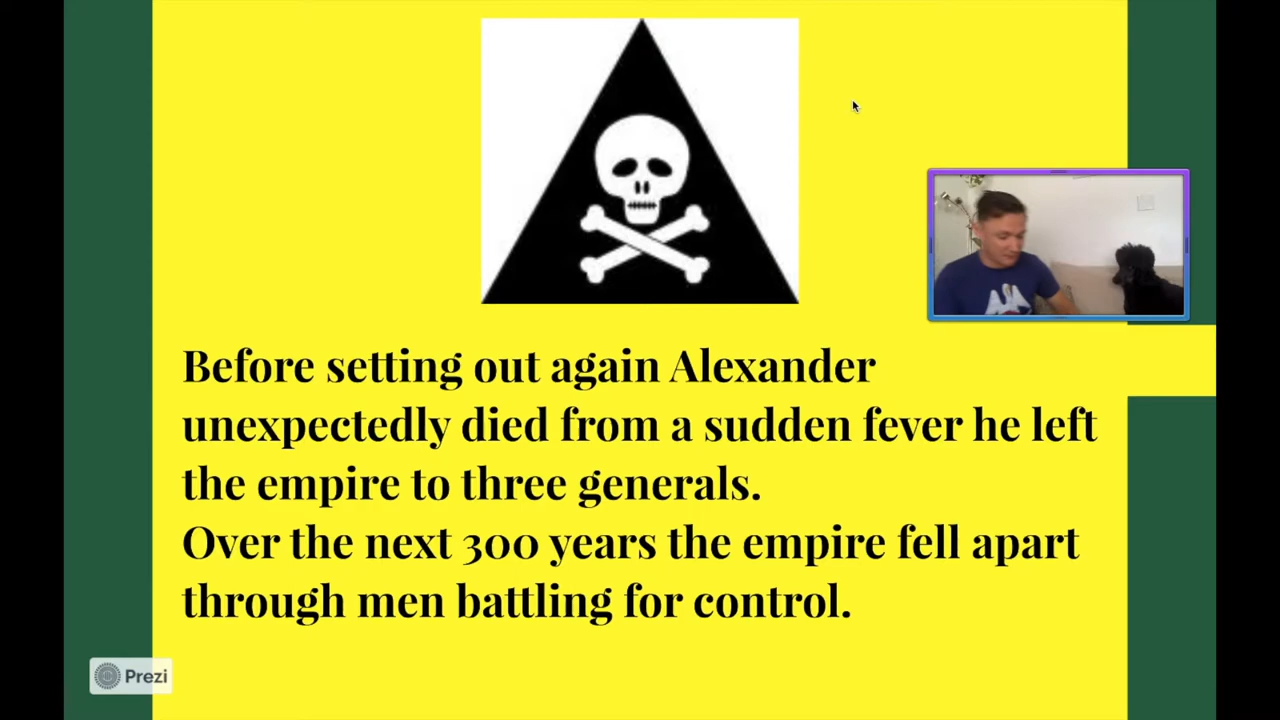 Before setting out again Alexander
unexpectedly died from a sudden fever he left
the empire to three generals.
Over the next 300 years the empire fell apart
through men battling for control.
Prezi